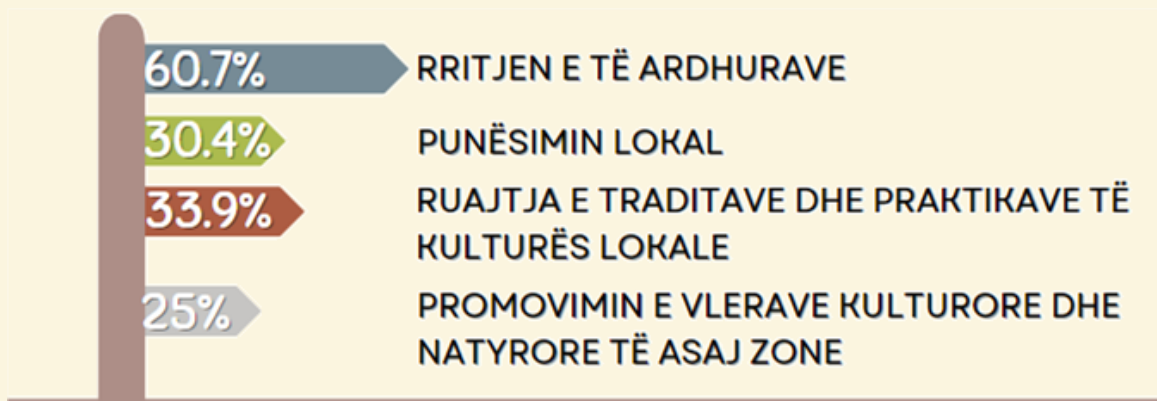 60.7% RRITJEN E TË ARDHURAVE
30.4% PUNËSIMIN LOKAL
33.9% RUAJTJA E TRADITAVE DHE PRAKTIKAVE TË
KULTURËS LOKALE
25% PROMOVIMIN E VLERAVE KULTURORE DHE
NATYRORE TË ASAJ ZONE